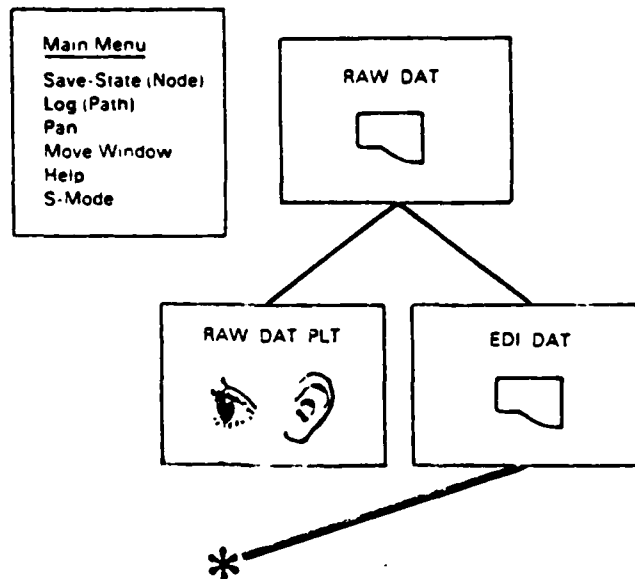 Main Menu
Save-State (Node)
Log (Path)
Pan
Move Window
Help
S-Mode
RAW DAT
RAW DAT PLT
EDI DAT
*